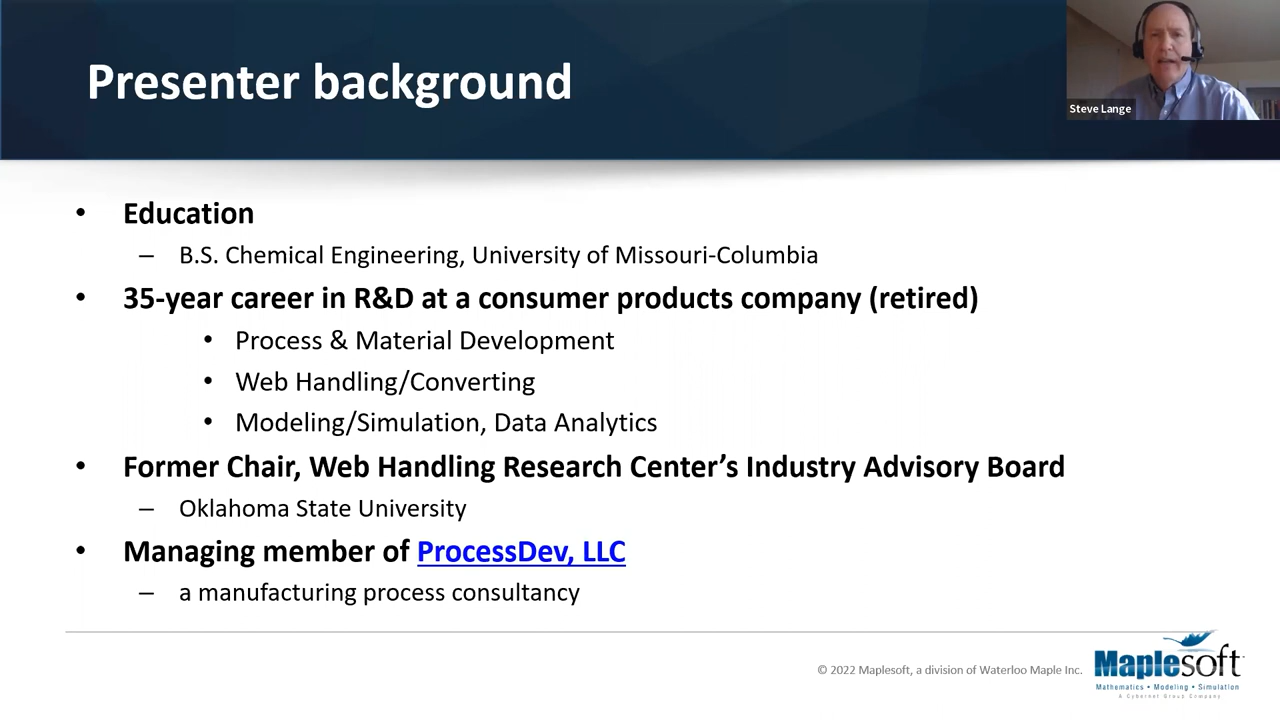 Presenter background
Steve Lange
• Education
– B.S. Chemical Engineering, University of Missouri-Columbia
• 35-year career in R&D at a consumer products company (retired)
• Process & Material Development
• Web Handling/Converting
• Modeling/Simulation, Data Analytics
• Former Chair, Web Handling Research Center’s Industry Advisory Board
– Oklahoma State University
• Managing member of ProcessDev, LLC
– a manufacturing process consultancy
© 2022 Maplesoft, a division of Waterloo Maple Inc.
Maplesoft
Mathematics • Modeling • Simulation
A Cybernet Group Company